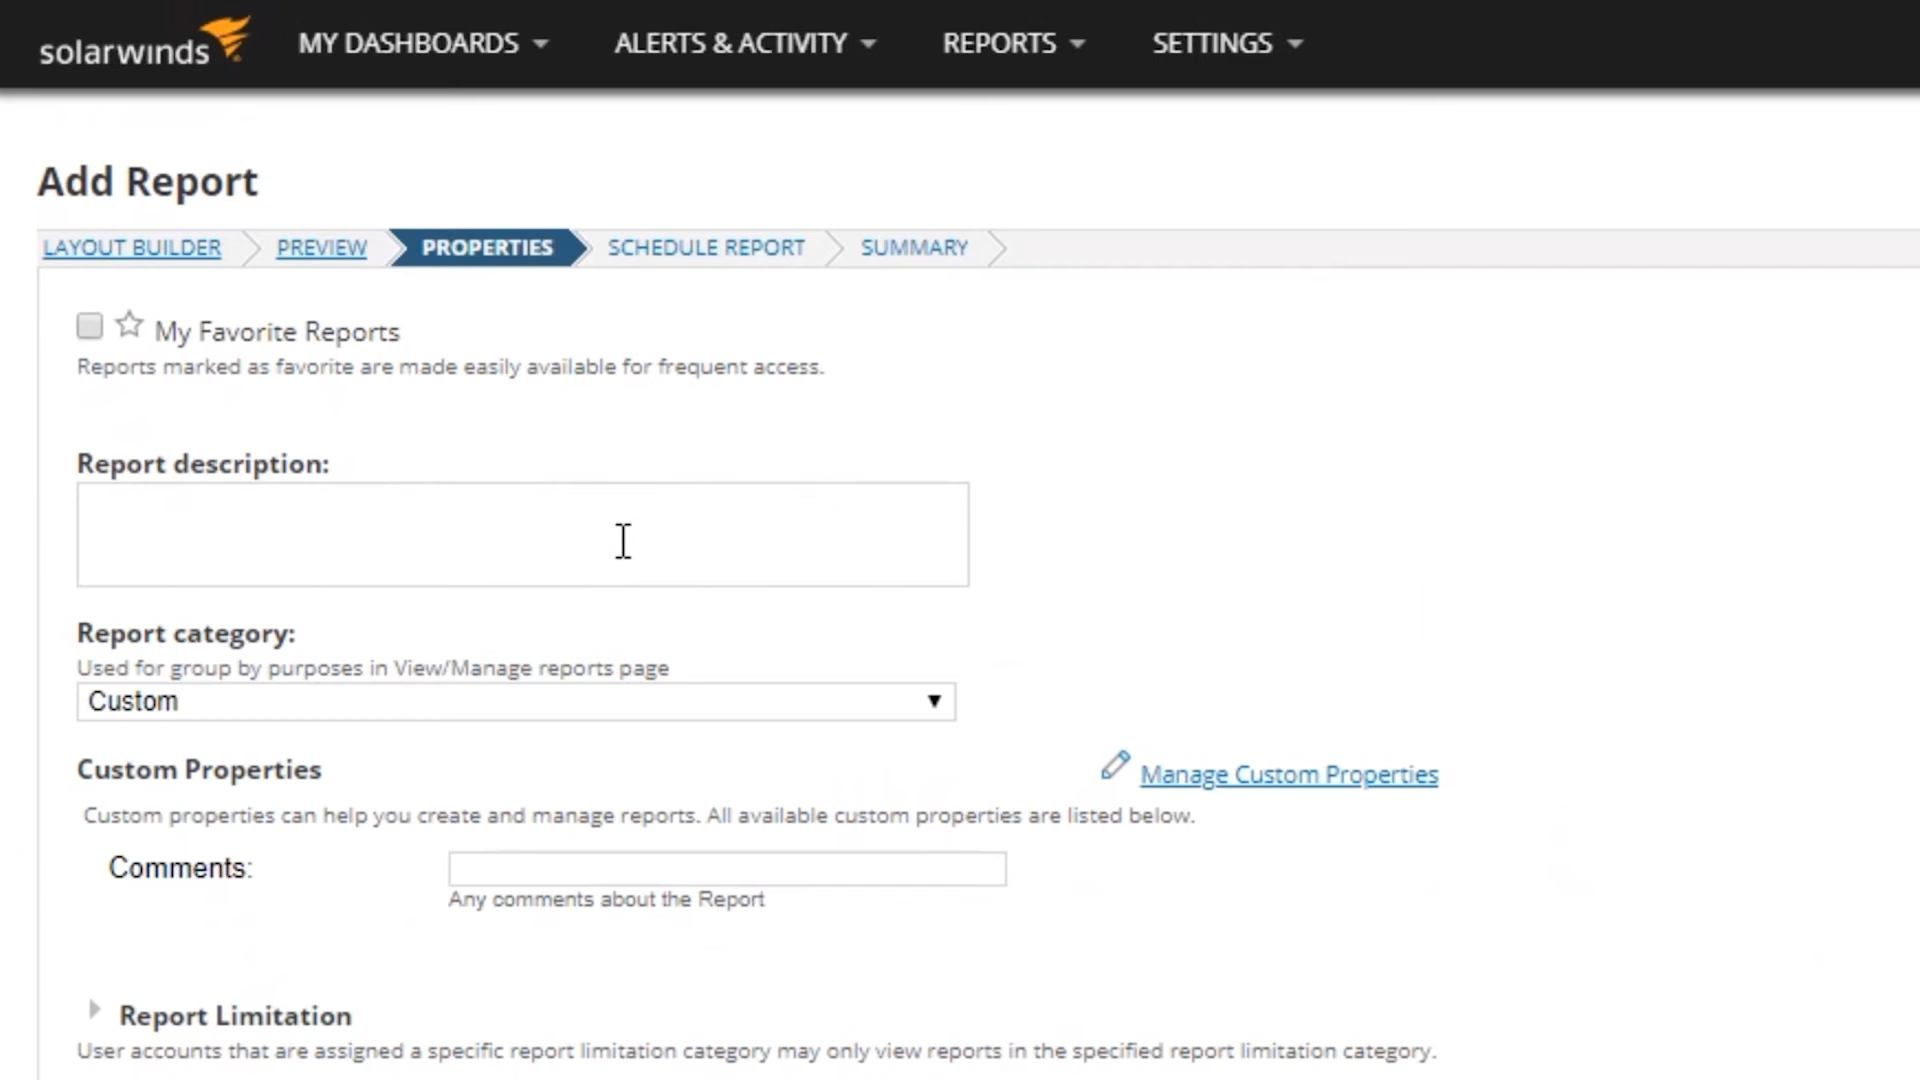 solarwinds MY DASHBOARDS ALERTS & ACTIVITY REPORTS SETTINGS
Add Report
LAYOUT BUILDER PREVIEW PROPERTIES SCHEDULE REPORT SUMMARY
My Favorite Reports
Reports marked as favorite are made easily available for frequent access.
Report description:
Report category:
Used for group by purposes in View/Manage reports page
Custom
Custom Properties Manage Custom Properties
Custom properties can help you create and manage reports. All available custom properties are listed below.
Comments:
Any comments about the Report
Report Limitation
User accounts that are assigned a specific report limitation category may only view reports in the specified report limitation category.